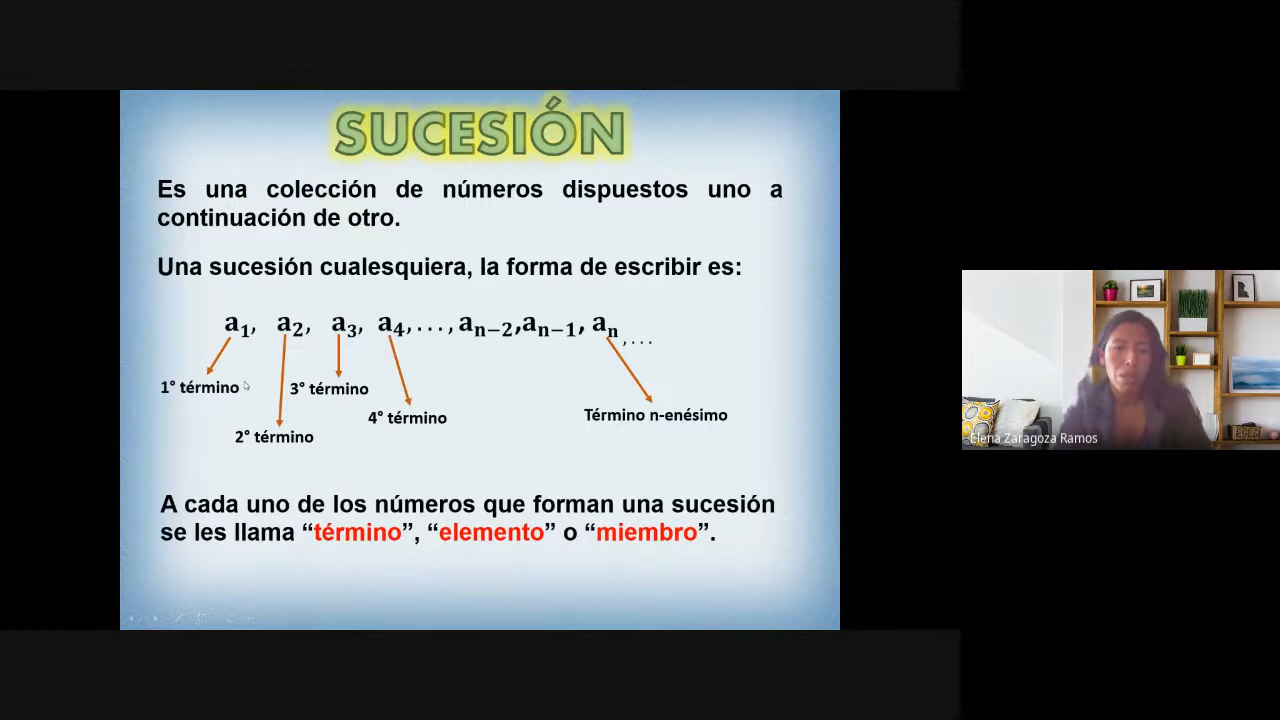 SUCESIÓN
Es una colección de números dispuestos uno a
continuación de otro.
Una sucesión cualesquiera, la forma de escribir es:
a₁, a₂, a₃, a₄, . . . , aₙ₋₂,aₙ₋₁, aₙ , . . .
1° término
3° término
4° término
Término n-enésimo
2° término
A cada uno de los números que forman una sucesión
se les llama “término”, “elemento” o “miembro”.
Elena Zaragoza Ramos